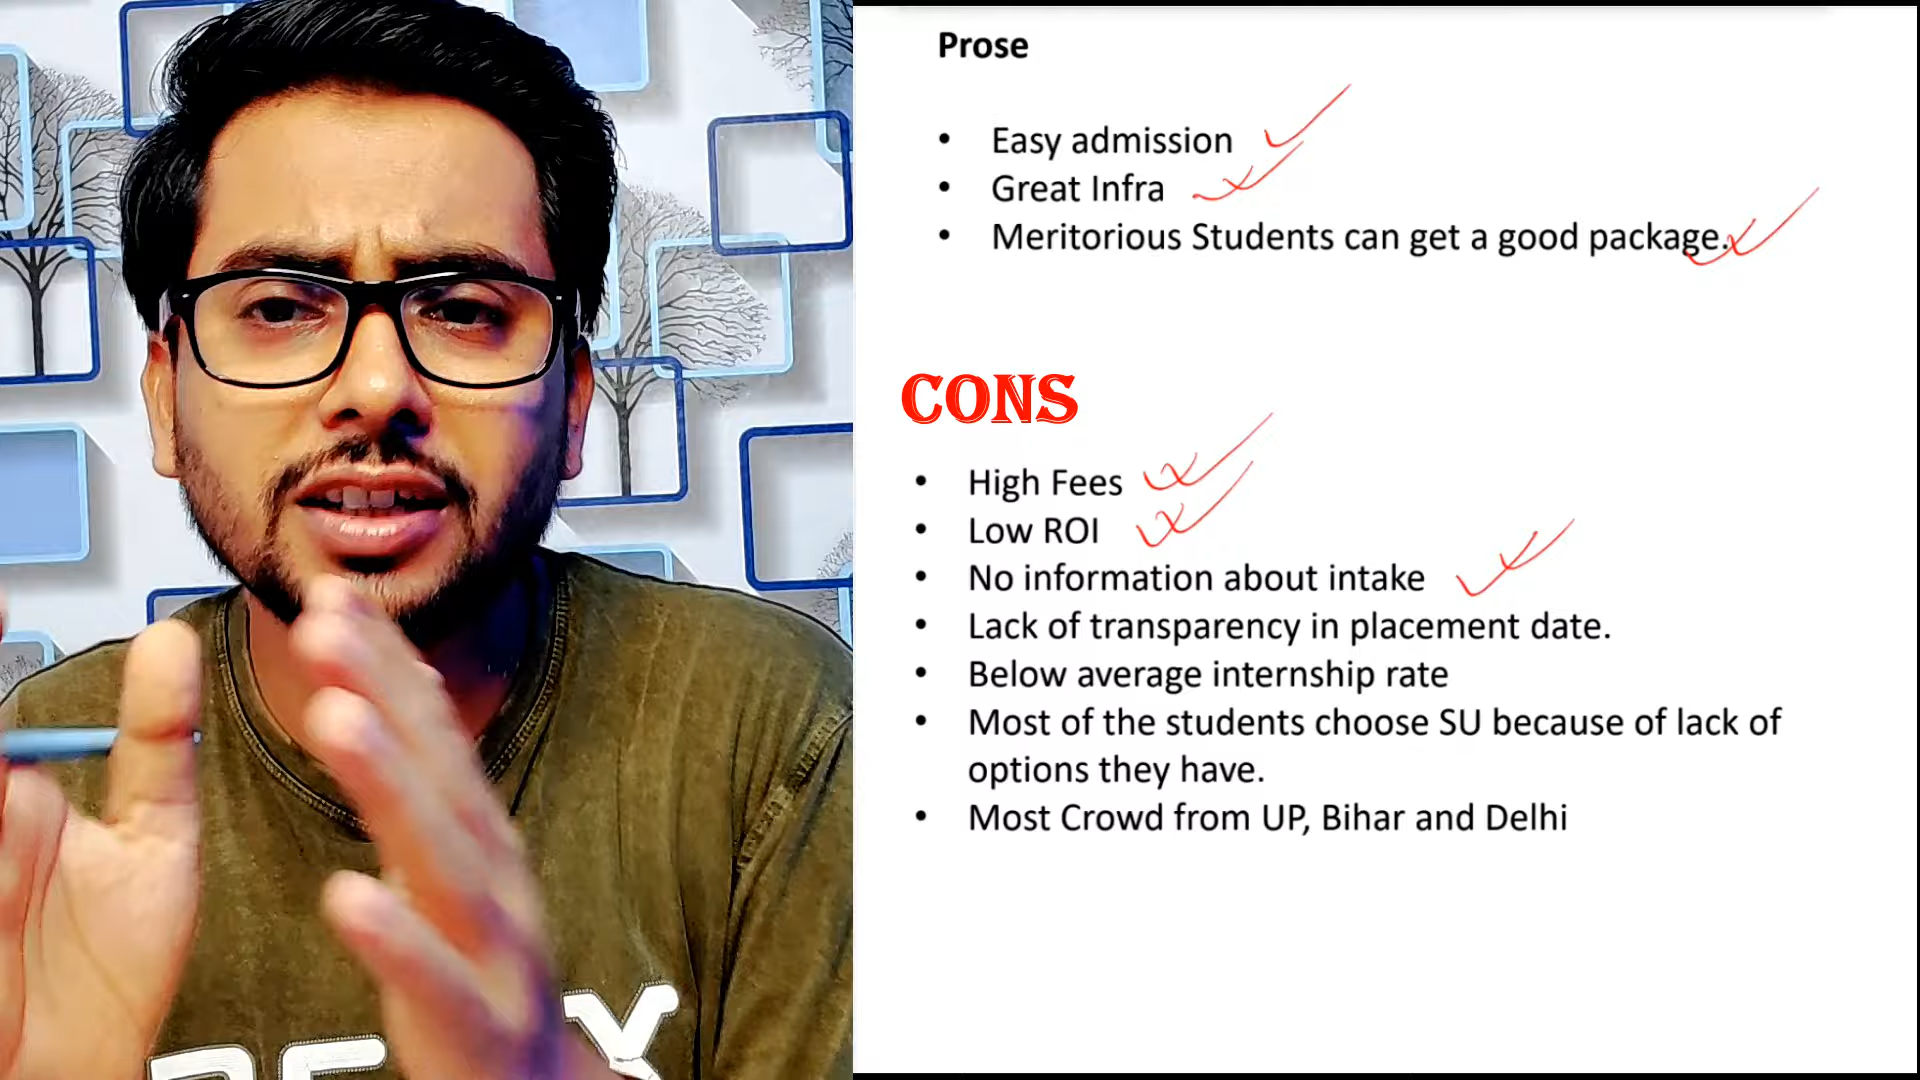 Prose
• Easy admission
• Great Infra
• Meritorious Students can get a good package.
CONS
• High Fees
• Low ROI
• No information about intake
• Lack of transparency in placement date.
• Below average internship rate
• Most of the students choose SU because of lack of
options they have.
• Most Crowd from UP, Bihar and Delhi